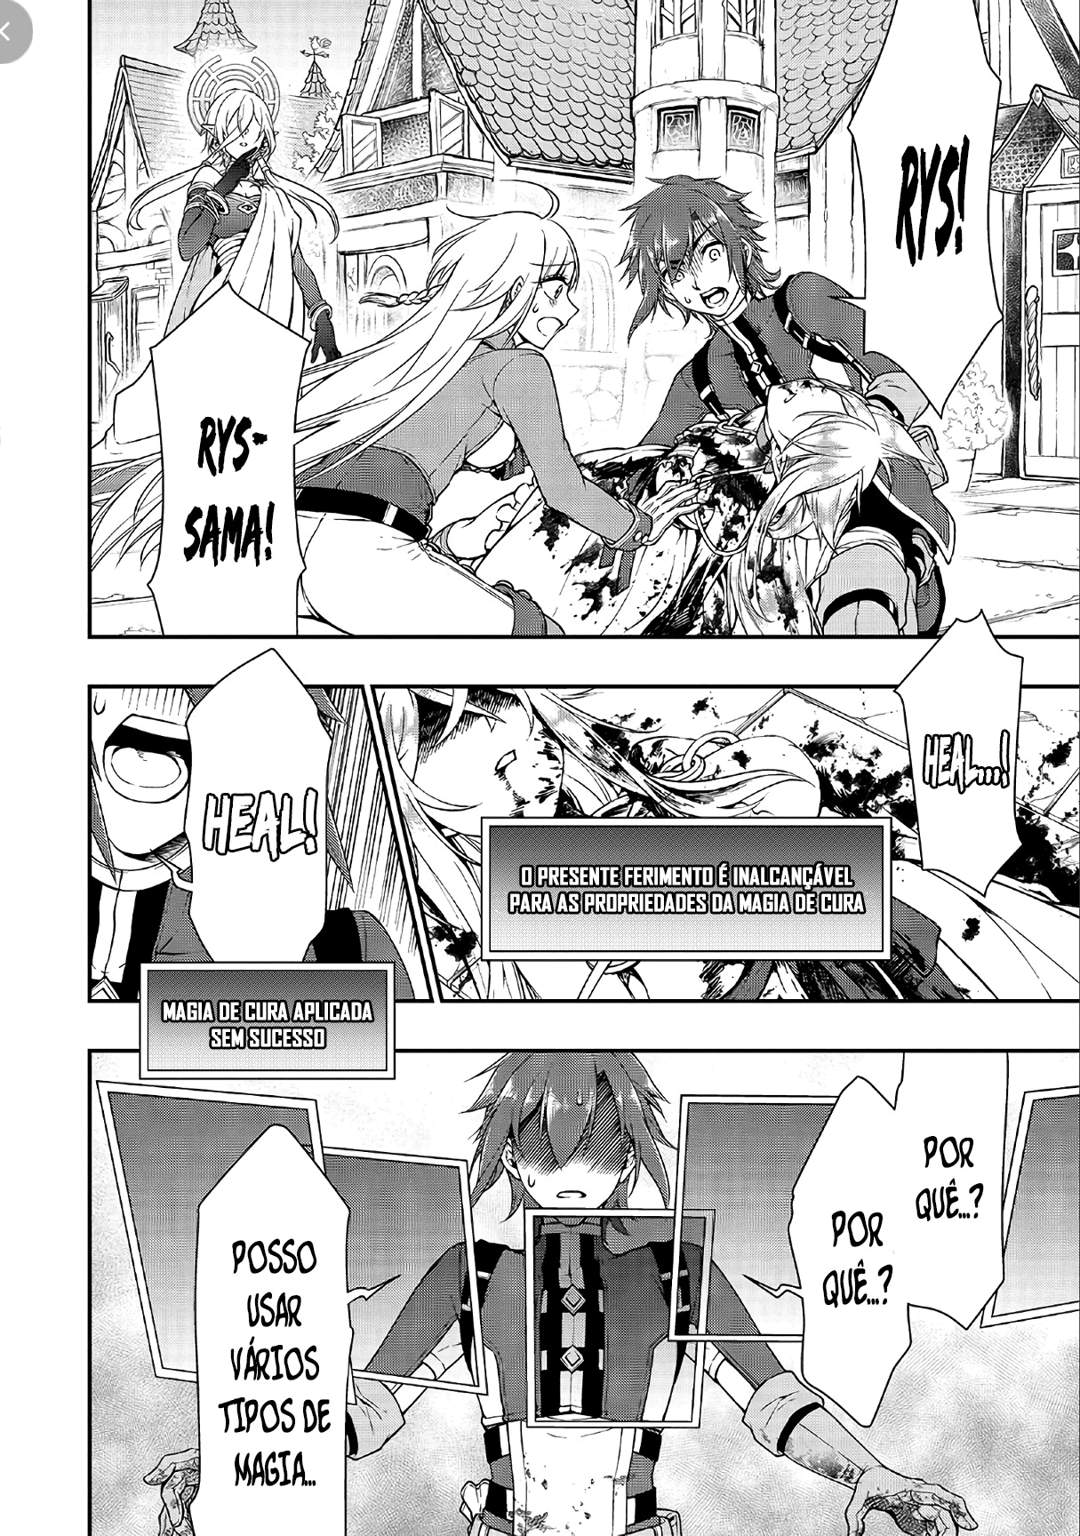 RYS!
RYS-
SAMA!
HEAL...!
O PRESENTE FERIMENTO É INALCANÇÁVEL
PARA AS PROPRIEDADES DA MAGIA DE CURA
HEAL!
MAGIA DE CURA APLICADA
SEM SUCESSO
POR
QUÊ...?
POR
QUÊ...?
POSSO
USAR
VÁRIOS
TIPOS DE
MAGIA...